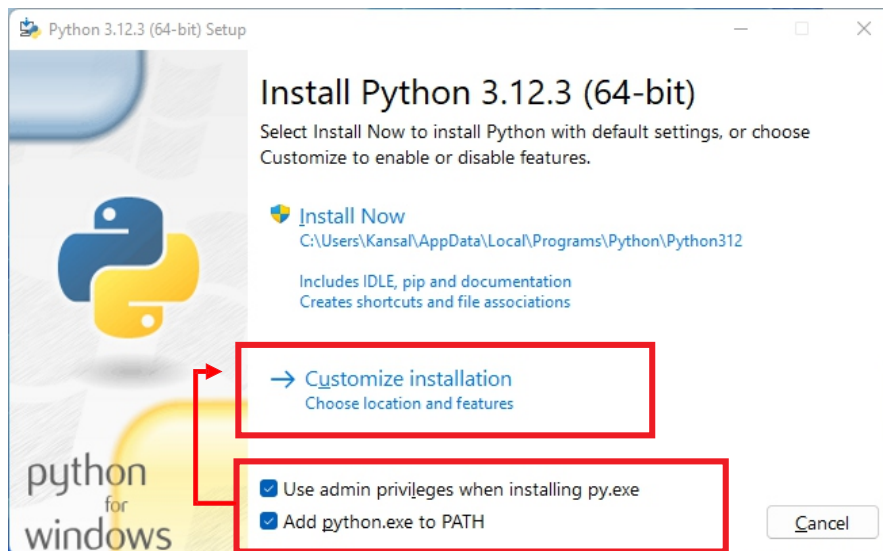 Python 3.12.3 (64-bit) Setup
Install Python 3.12.3 (64-bit)
Select Install Now to install Python with default settings, or choose
Customize to enable or disable features.
Install Now
C:\Users\Kansal\AppData\Local\Programs\Python\Python312
Includes IDLE, pip and documentation
Creates shortcuts and file associations
Customize installation
Choose location and features
Use admin privileges when installing py.exe
Add python.exe to PATH
Cancel
python
for
windows